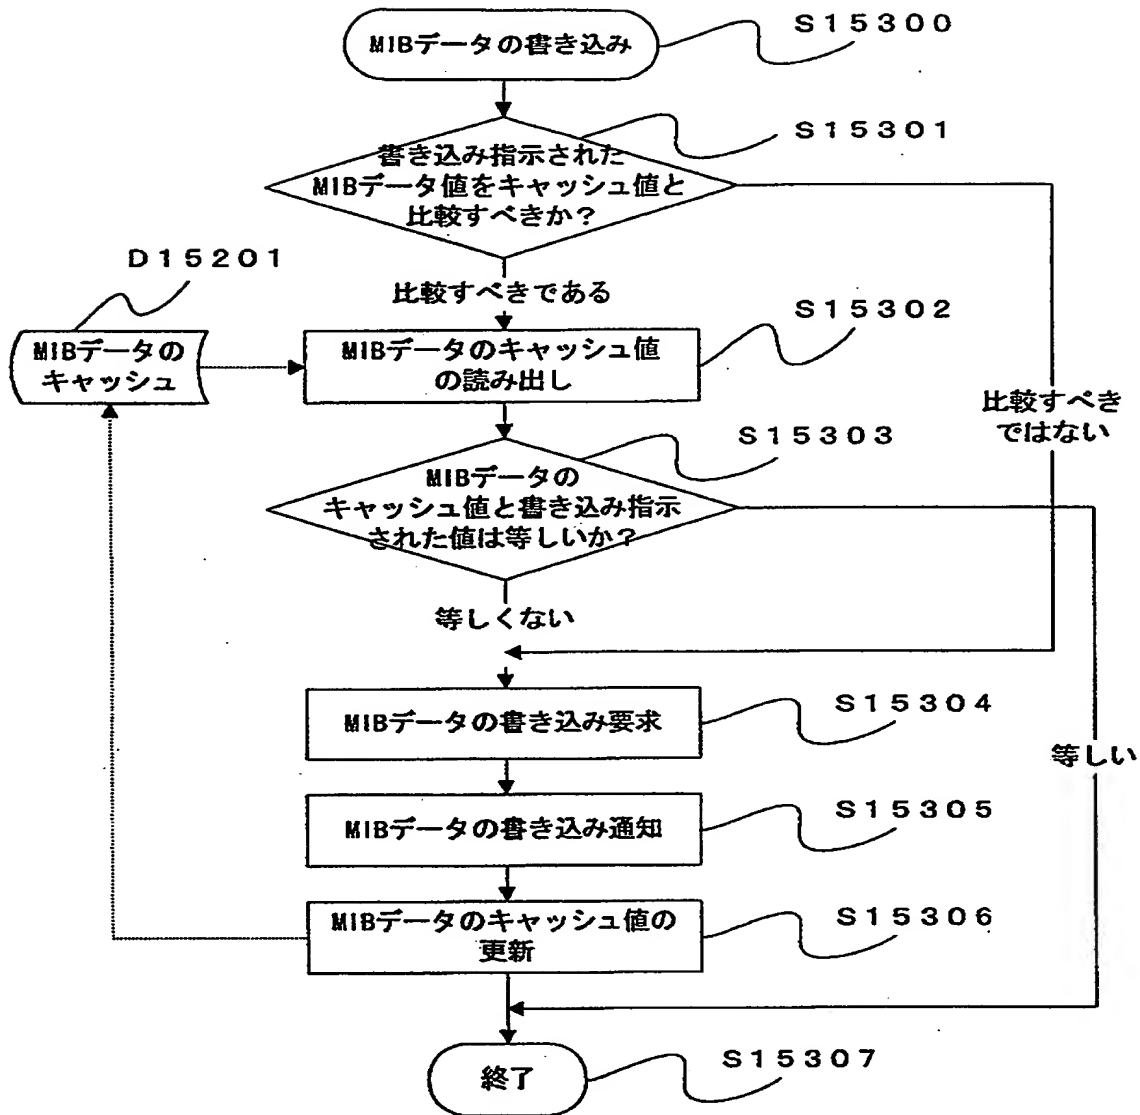 MIBデータの書き込み
S15300
S15301
書き込み指示された
MIBデータ値をキャッシュ値と
比較すべきか?
D15201
比較すべきである
S15302
MIBデータの
キャッシュ
MIBデータのキャッシュ値
の読み出し
比較すべき
ではない
S15303
MIBデータの
キャッシュ値と書き込み指示
された値は等しいか?
等しくない
S15304
MIBデータの書き込み要求
等しい
S15305
MIBデータの書き込み通知
S15306
MIBデータのキャッシュ値の
更新
S15307
終了